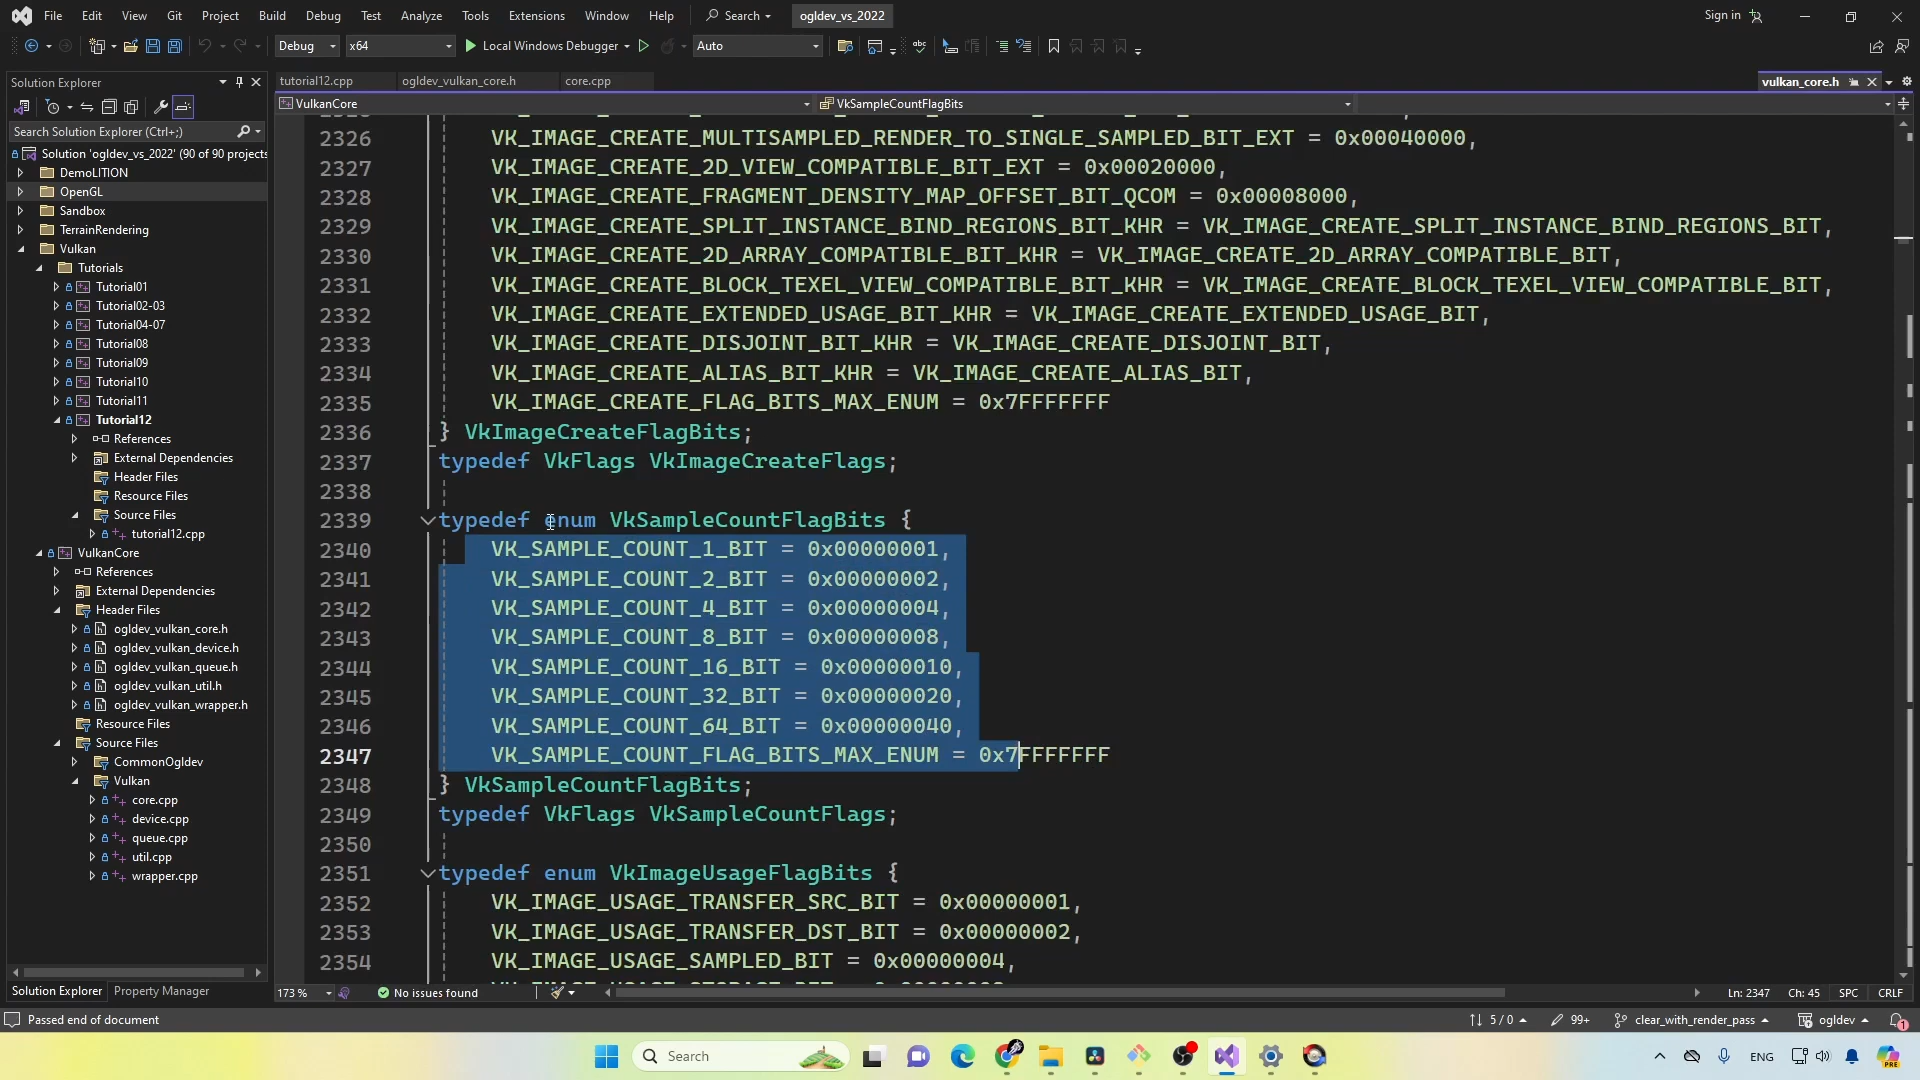 File Edit View Git Project Build Debug Test Analyze Tools Extensions Window Help Search ogldev_vs_2022 Sign in
Debug x64 Local Windows Debugger Auto
Solution Explorer
tutorial12.cpp ogldev_vulkan_core.h core.cpp vulkan_core.h
VulkanCore VkSampleCountFlagBits
Search Solution Explorer (Ctrl+;)
Solution 'ogldev_vs_2022' (90 of 90 projects
DemoLITION
OpenGL
Sandbox
TerrainRendering
Vulkan
Tutorials
Tutorial01
Tutorial02-03
Tutorial04-07
Tutorial08
Tutorial09
Tutorial10
Tutorial11
Tutorial12
References
External Dependencies
Header Files
Resource Files
Source Files
tutorial12.cpp
VulkanCore
References
External Dependencies
Header Files
ogldev_vulkan_core.h
ogldev_vulkan_device.h
ogldev_vulkan_queue.h
ogldev_vulkan_util.h
ogldev_vulkan_wrapper.h
Resource Files
Source Files
CommonOgldev
Vulkan
core.cpp
device.cpp
queue.cpp
util.cpp
wrapper.cpp
Solution Explorer Property Manager
2326 VK_IMAGE_CREATE_MULTISAMPLED_RENDER_TO_SINGLE_SAMPLED_BIT_EXT = 0x00040000,
2327 VK_IMAGE_CREATE_2D_VIEW_COMPATIBLE_BIT_EXT = 0x00020000,
2328 VK_IMAGE_CREATE_FRAGMENT_DENSITY_MAP_OFFSET_BIT_QCOM = 0x00008000,
2329 VK_IMAGE_CREATE_SPLIT_INSTANCE_BIND_REGIONS_BIT_KHR = VK_IMAGE_CREATE_SPLIT_INSTANCE_BIND_REGIONS_BIT,
2330 VK_IMAGE_CREATE_2D_ARRAY_COMPATIBLE_BIT_KHR = VK_IMAGE_CREATE_2D_ARRAY_COMPATIBLE_BIT,
2331 VK_IMAGE_CREATE_BLOCK_TEXEL_VIEW_COMPATIBLE_BIT_KHR = VK_IMAGE_CREATE_BLOCK_TEXEL_VIEW_COMPATIBLE_BIT,
2332 VK_IMAGE_CREATE_EXTENDED_USAGE_BIT_KHR = VK_IMAGE_CREATE_EXTENDED_USAGE_BIT,
2333 VK_IMAGE_CREATE_DISJOINT_BIT_KHR = VK_IMAGE_CREATE_DISJOINT_BIT,
2334 VK_IMAGE_CREATE_ALIAS_BIT_KHR = VK_IMAGE_CREATE_ALIAS_BIT,
2335 VK_IMAGE_CREATE_FLAG_BITS_MAX_ENUM = 0x7FFFFFFF
2336 } VkImageCreateFlagBits;
2337 typedef VkFlags VkImageCreateFlags;
2338
2339 typedef enum VkSampleCountFlagBits {
2340 VK_SAMPLE_COUNT_1_BIT = 0x00000001,
2341 VK_SAMPLE_COUNT_2_BIT = 0x00000002,
2342 VK_SAMPLE_COUNT_4_BIT = 0x00000004,
2343 VK_SAMPLE_COUNT_8_BIT = 0x00000008,
2344 VK_SAMPLE_COUNT_16_BIT = 0x00000010,
2345 VK_SAMPLE_COUNT_32_BIT = 0x00000020,
2346 VK_SAMPLE_COUNT_64_BIT = 0x00000040,
2347 VK_SAMPLE_COUNT_FLAG_BITS_MAX_ENUM = 0x7FFFFFFF
2348 } VkSampleCountFlagBits;
2349 typedef VkFlags VkSampleCountFlags;
2350
2351 typedef enum VkImageUsageFlagBits {
2352 VK_IMAGE_USAGE_TRANSFER_SRC_BIT = 0x00000001,
2353 VK_IMAGE_USAGE_TRANSFER_DST_BIT = 0x00000002,
2354 VK_IMAGE_USAGE_SAMPLED_BIT = 0x00000004,
173 % No issues found Ln: 2347 Ch: 45 SPC CRLF
Passed end of document 5 / 0 99+ clear_with_render_pass ogldev 1
Search ENG PRE